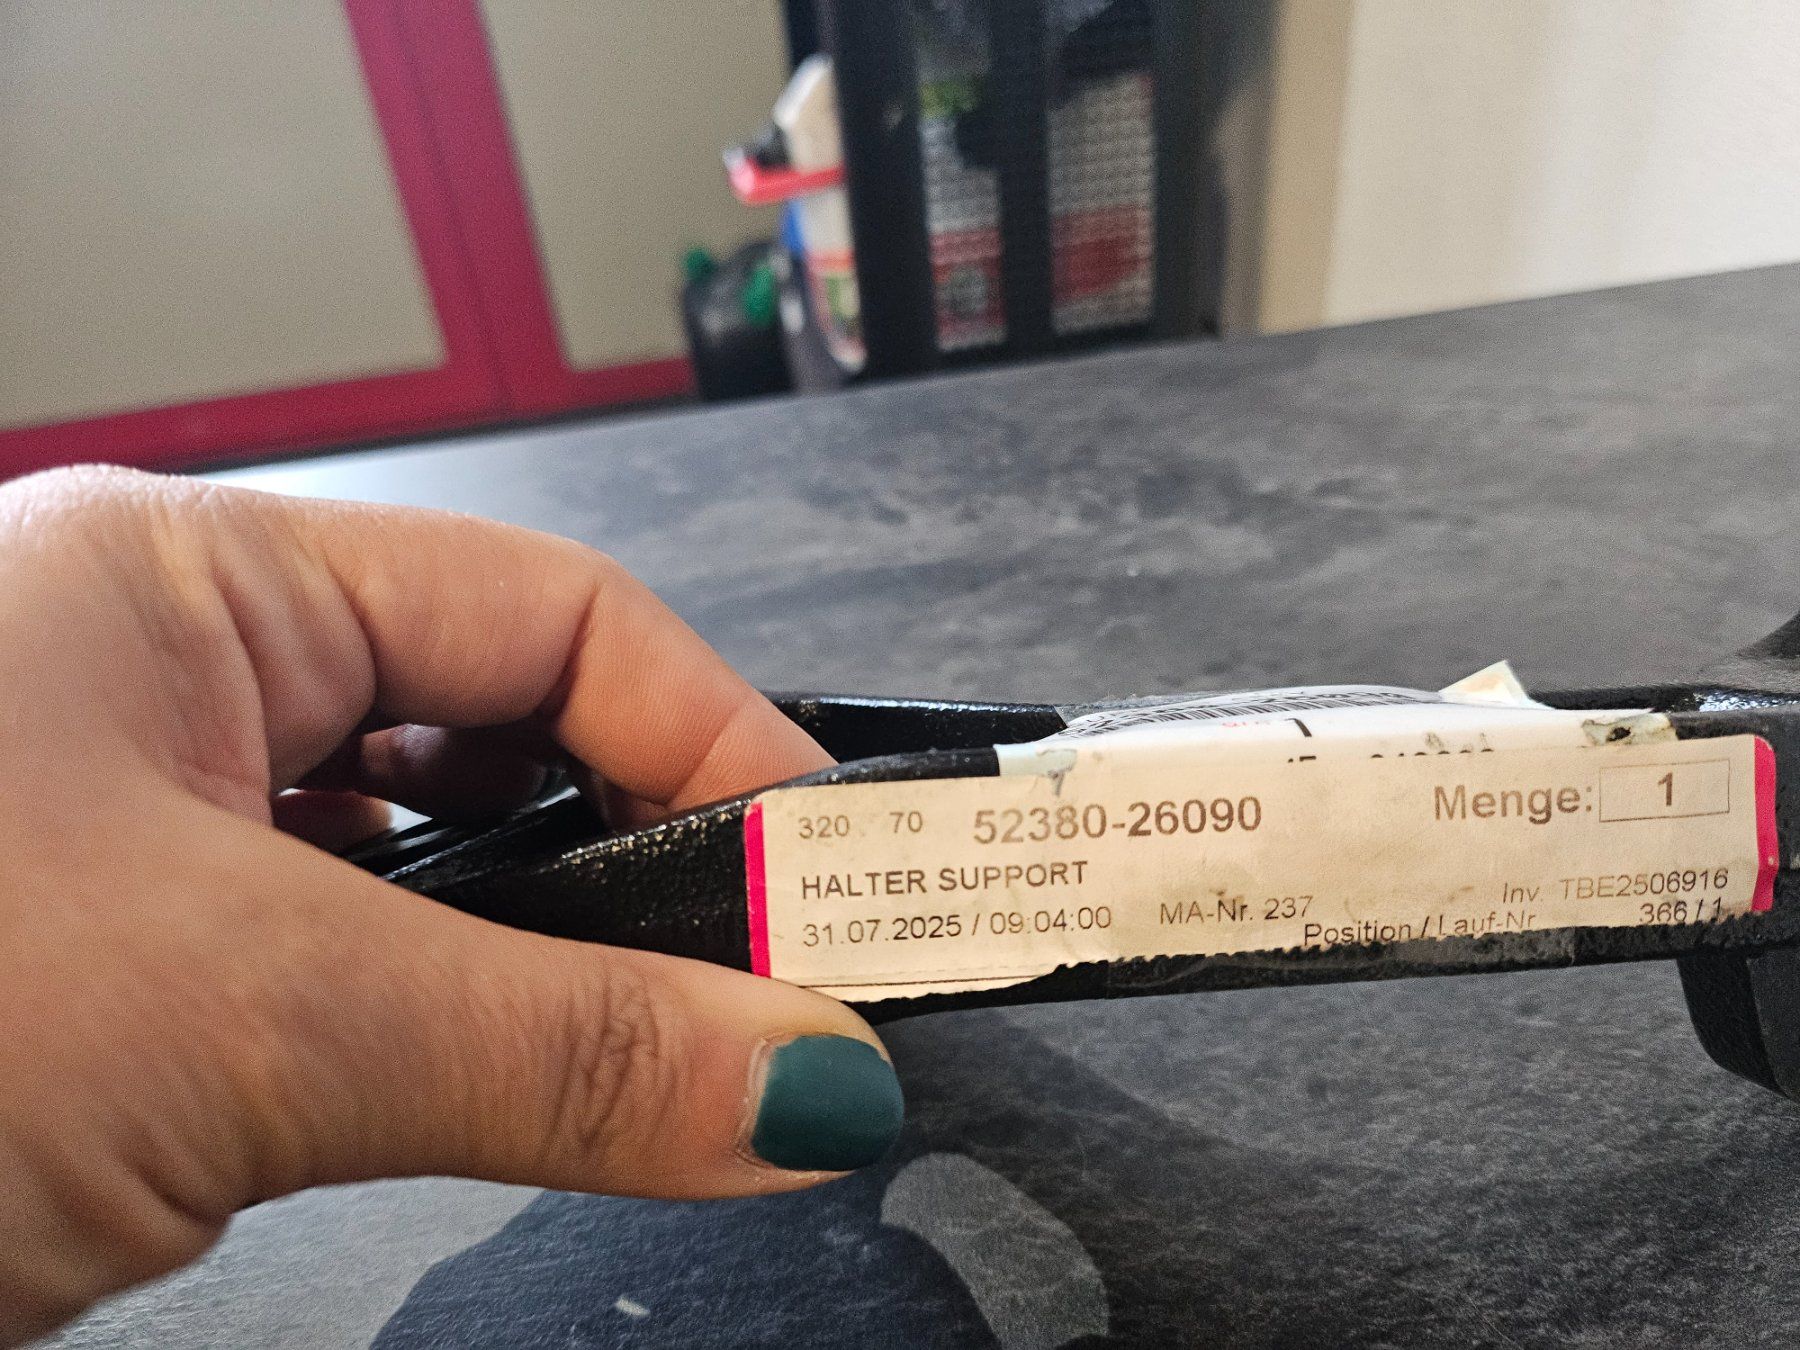 1
320 70 52380-26090 Menge: 1
HALTER SUPPORT
31.07.2025 / 09:04:00 MA-Nr. 237 Inv. TBE2506916
Position / Lauf-Nr 366 / 1